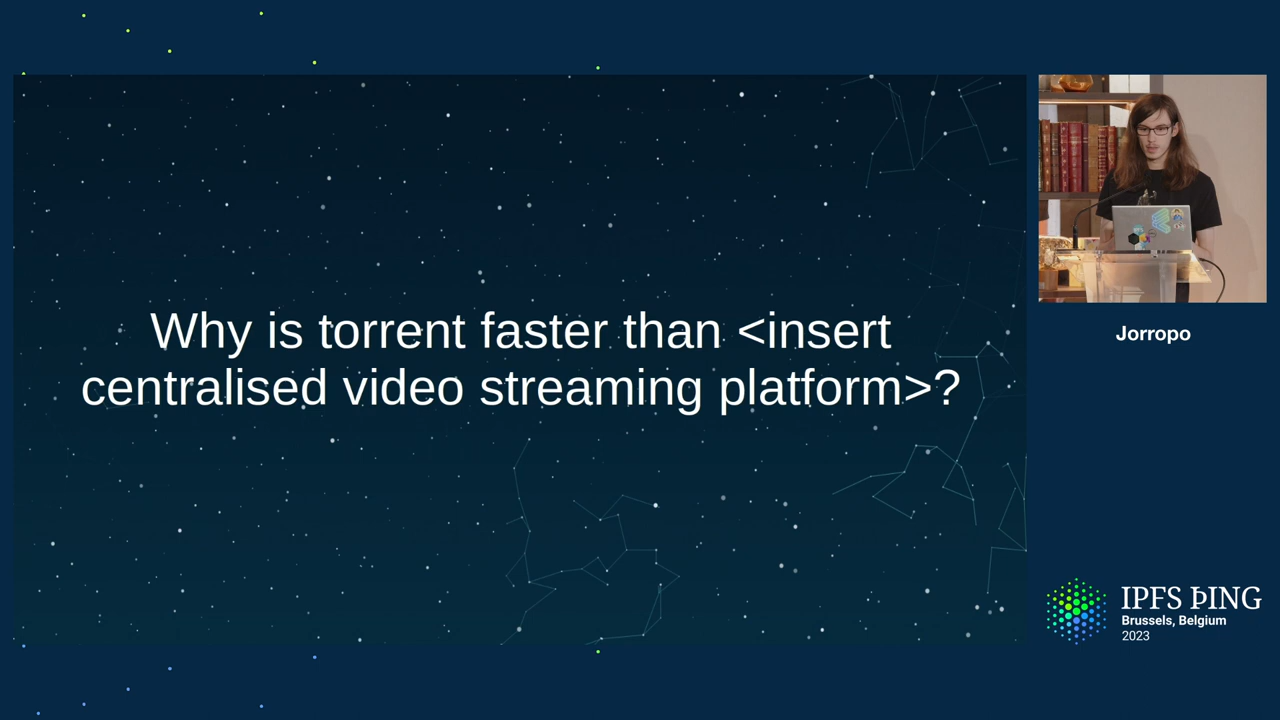 Why is torrent faster than <insert
centralised video streaming platform>?
Jorropo
IPFS ÞING
Brussels, Belgium
2023